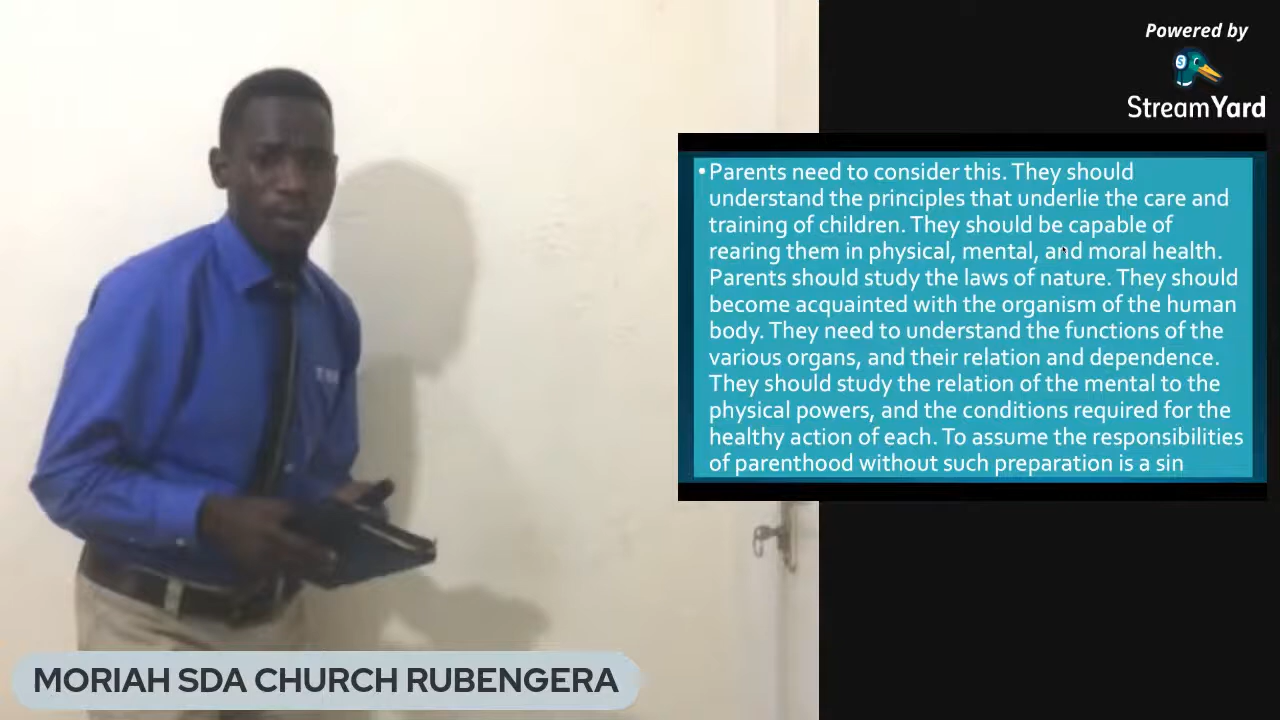 Powered by
StreamYard
• Parents need to consider this. They should
understand the principles that underlie the care and
training of children. They should be capable of
rearing them in physical, mental, and moral health.
Parents should study the laws of nature. They should
become acquainted with the organism of the human
body. They need to understand the functions of the
various organs, and their relation and dependence.
They should study the relation of the mental to the
physical powers, and the conditions required for the
healthy action of each. To assume the responsibilities
of parenthood without such preparation is a sin
MORIAH SDA CHURCH RUBENGERA